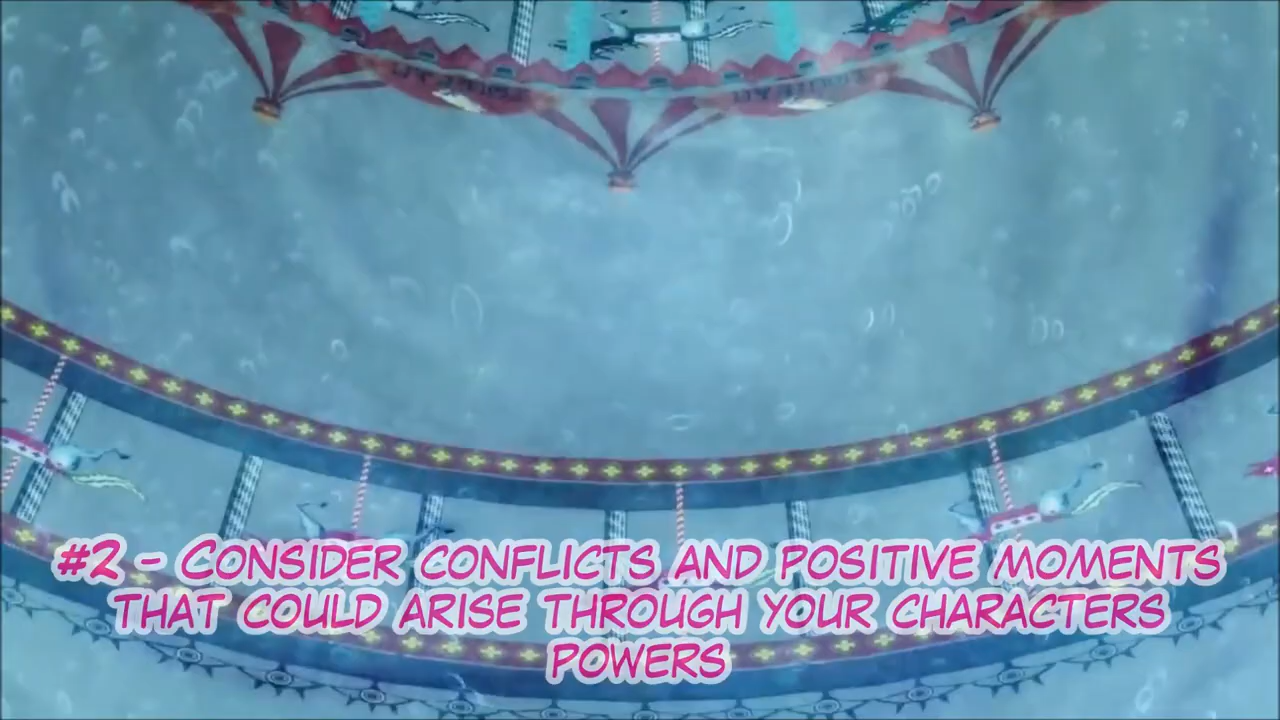 #2 - CONSIDER CONFLICTS AND POSITIVE MOMENTS
THAT COULD ARISE THROUGH YOUR CHARACTERS
POWERS